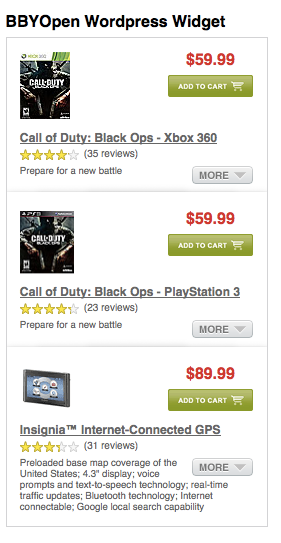 BBYOpen Wordpress Widget
XBOX 360
CALL OF DUTY
BLACK OPS
$59.99
ADD TO CART
Call of Duty: Black Ops - Xbox 360
(35 reviews)
Prepare for a new battle
MORE
PS3
CALL OF DUTY
BLACK OPS
$59.99
ADD TO CART
Call of Duty: Black Ops - PlayStation 3
(23 reviews)
Prepare for a new battle
MORE
$89.99
ADD TO CART
Insignia™ Internet-Connected GPS
(31 reviews)
MORE
Preloaded base map coverage of the
United States; 4.3" display; voice
prompts and text-to-speech technology; real-time
traffic updates; Bluetooth technology; Internet
connectable; Google local search capability